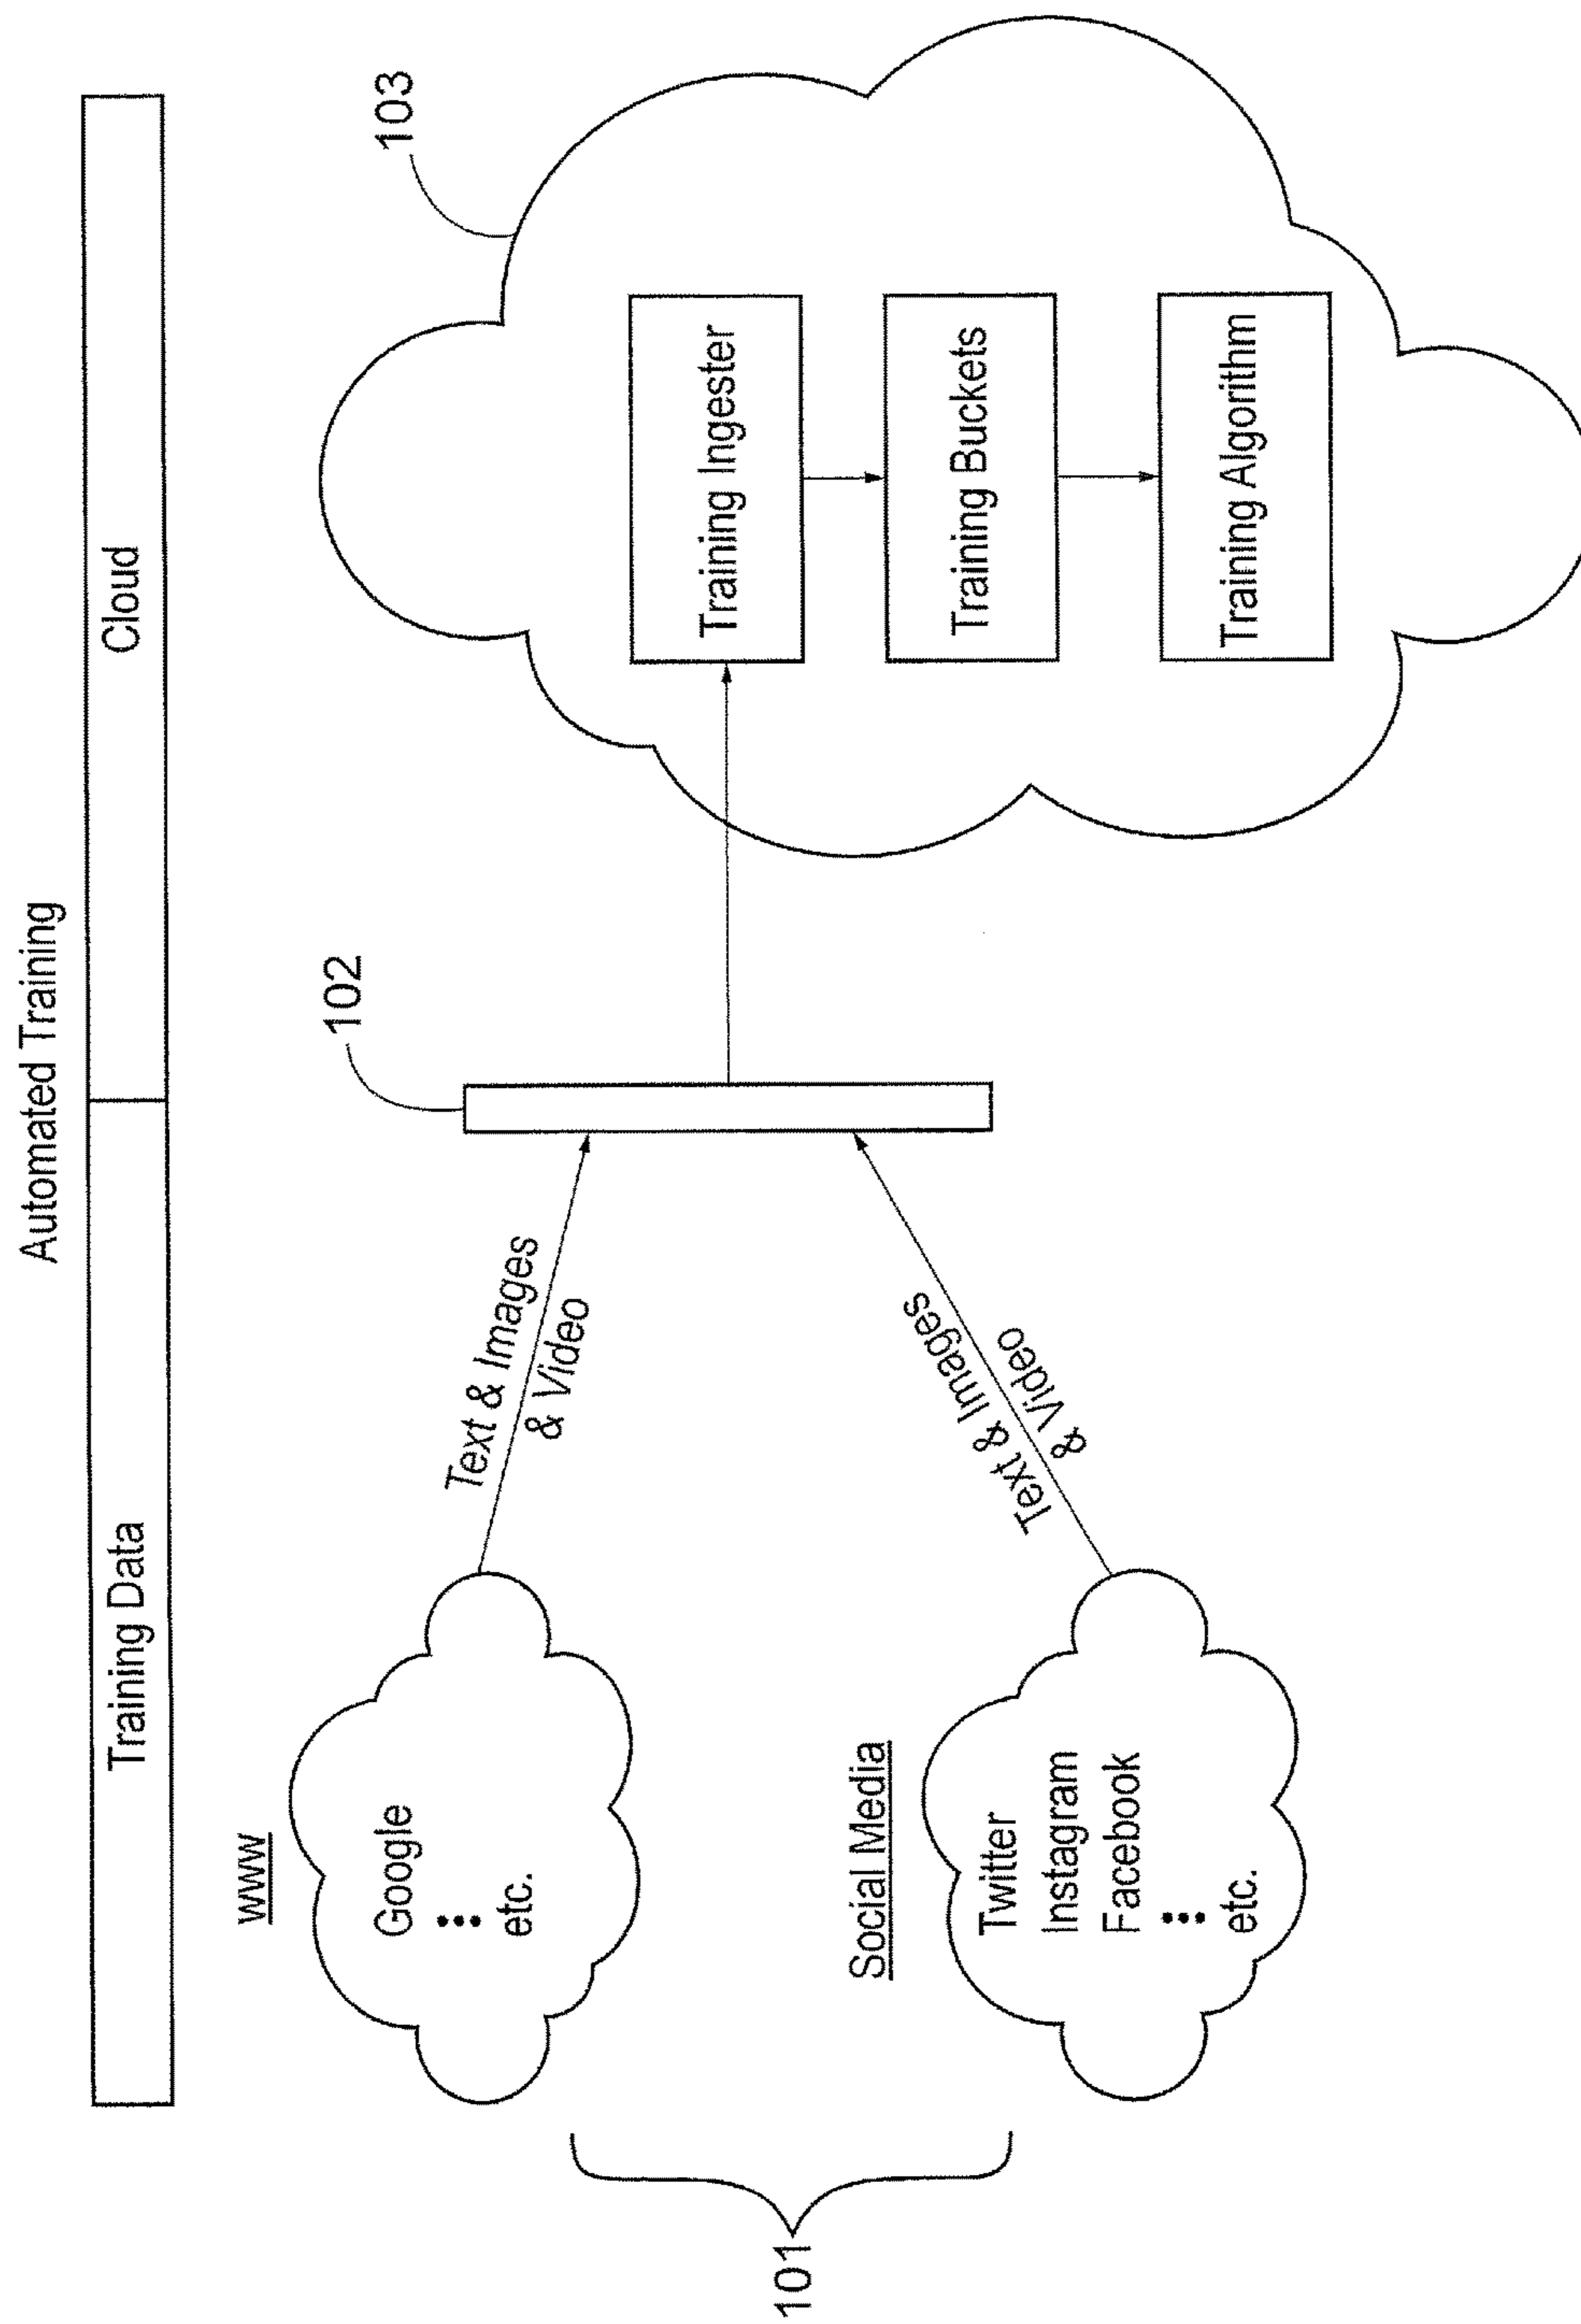 Automated Training
Training Data
Cloud
www
Google
etc.
Social Media
Twitter
Instagram
Facebook
etc.
101
Text & Images
& Video
Text & Images
& Video
102
103
Training Ingester
Training Buckets
Training Algorithm